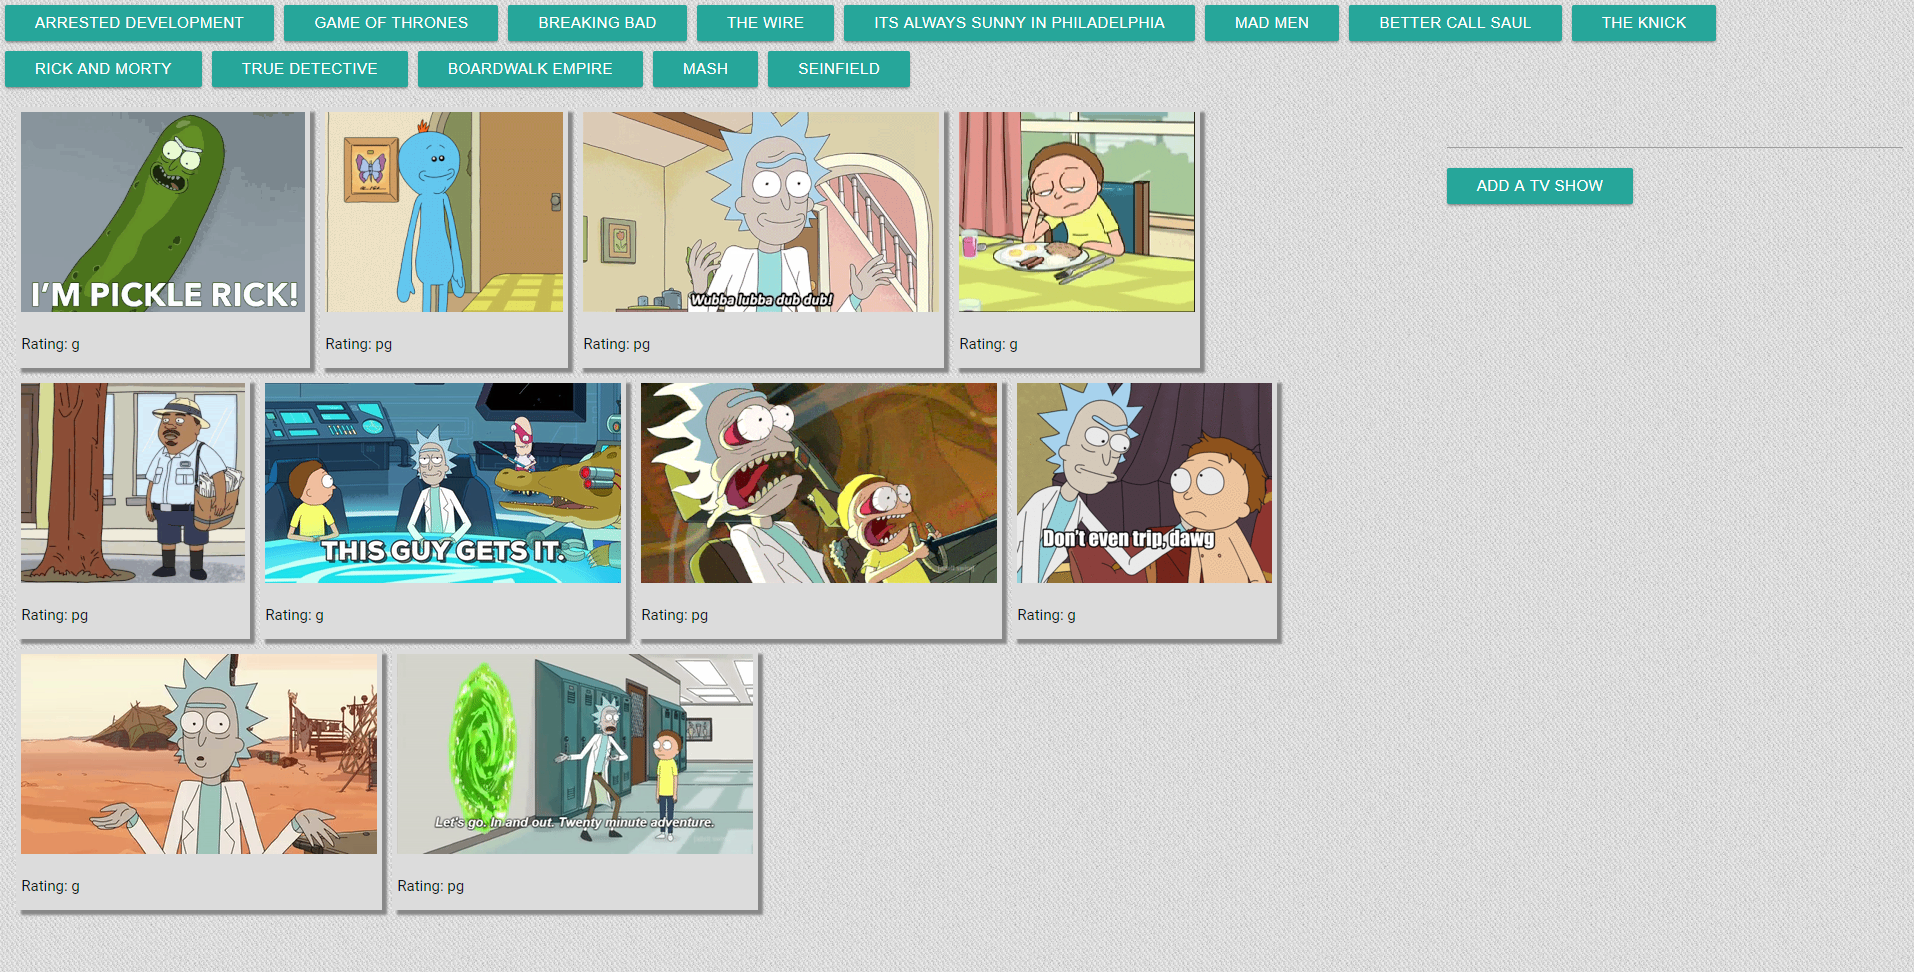 ARRESTED DEVELOPMENT GAME OF THRONES BREAKING BAD THE WIRE ITS ALWAYS SUNNY IN PHILADELPHIA MAD MEN BETTER CALL SAUL THE KNICK
RICK AND MORTY TRUE DETECTIVE BOARDWALK EMPIRE MASH SEINFIELD
ADD A TV SHOW
I'M PICKLE RICK!
Wubba lubba dub dub!
Rating: g Rating: pg Rating: pg Rating: g
THIS GUY GETS IT.
Don't even trip, dawg
Rating: pg Rating: g Rating: pg Rating: g
Let's go. In and out. Twenty minute adventure.
Rating: g Rating: pg